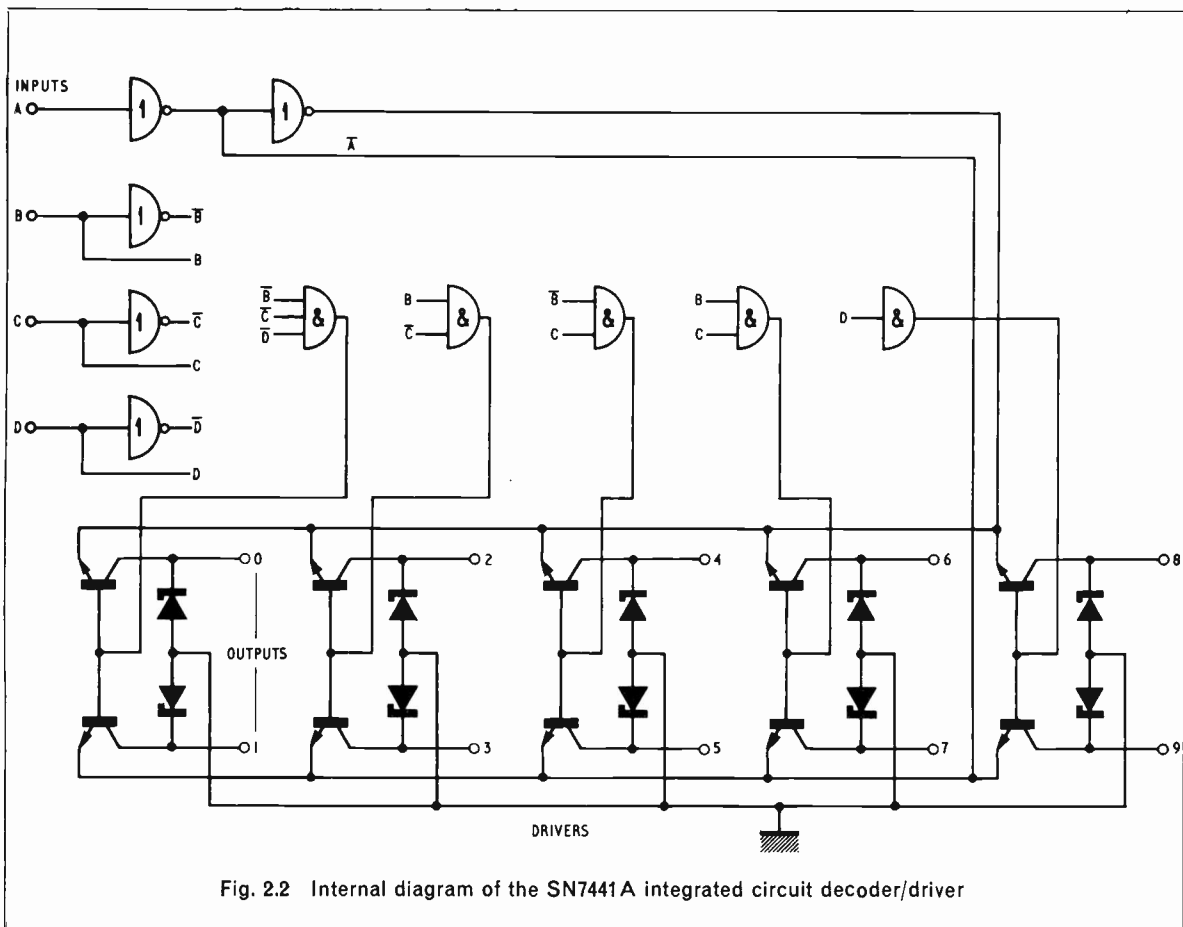 INPUTS
A
1
1
A̅
B
1
B̅
B
C
1
C̅
C
D
1
D̅
D
B̅
C̅
D̅
&
B
C̅
&
B̅
C
&
B
C
&
D
&
0
2
4
6
8
OUTPUTS
1
3
5
7
9
DRIVERS
Fig. 2.2 Internal diagram of the SN7441A integrated circuit decoder/driver